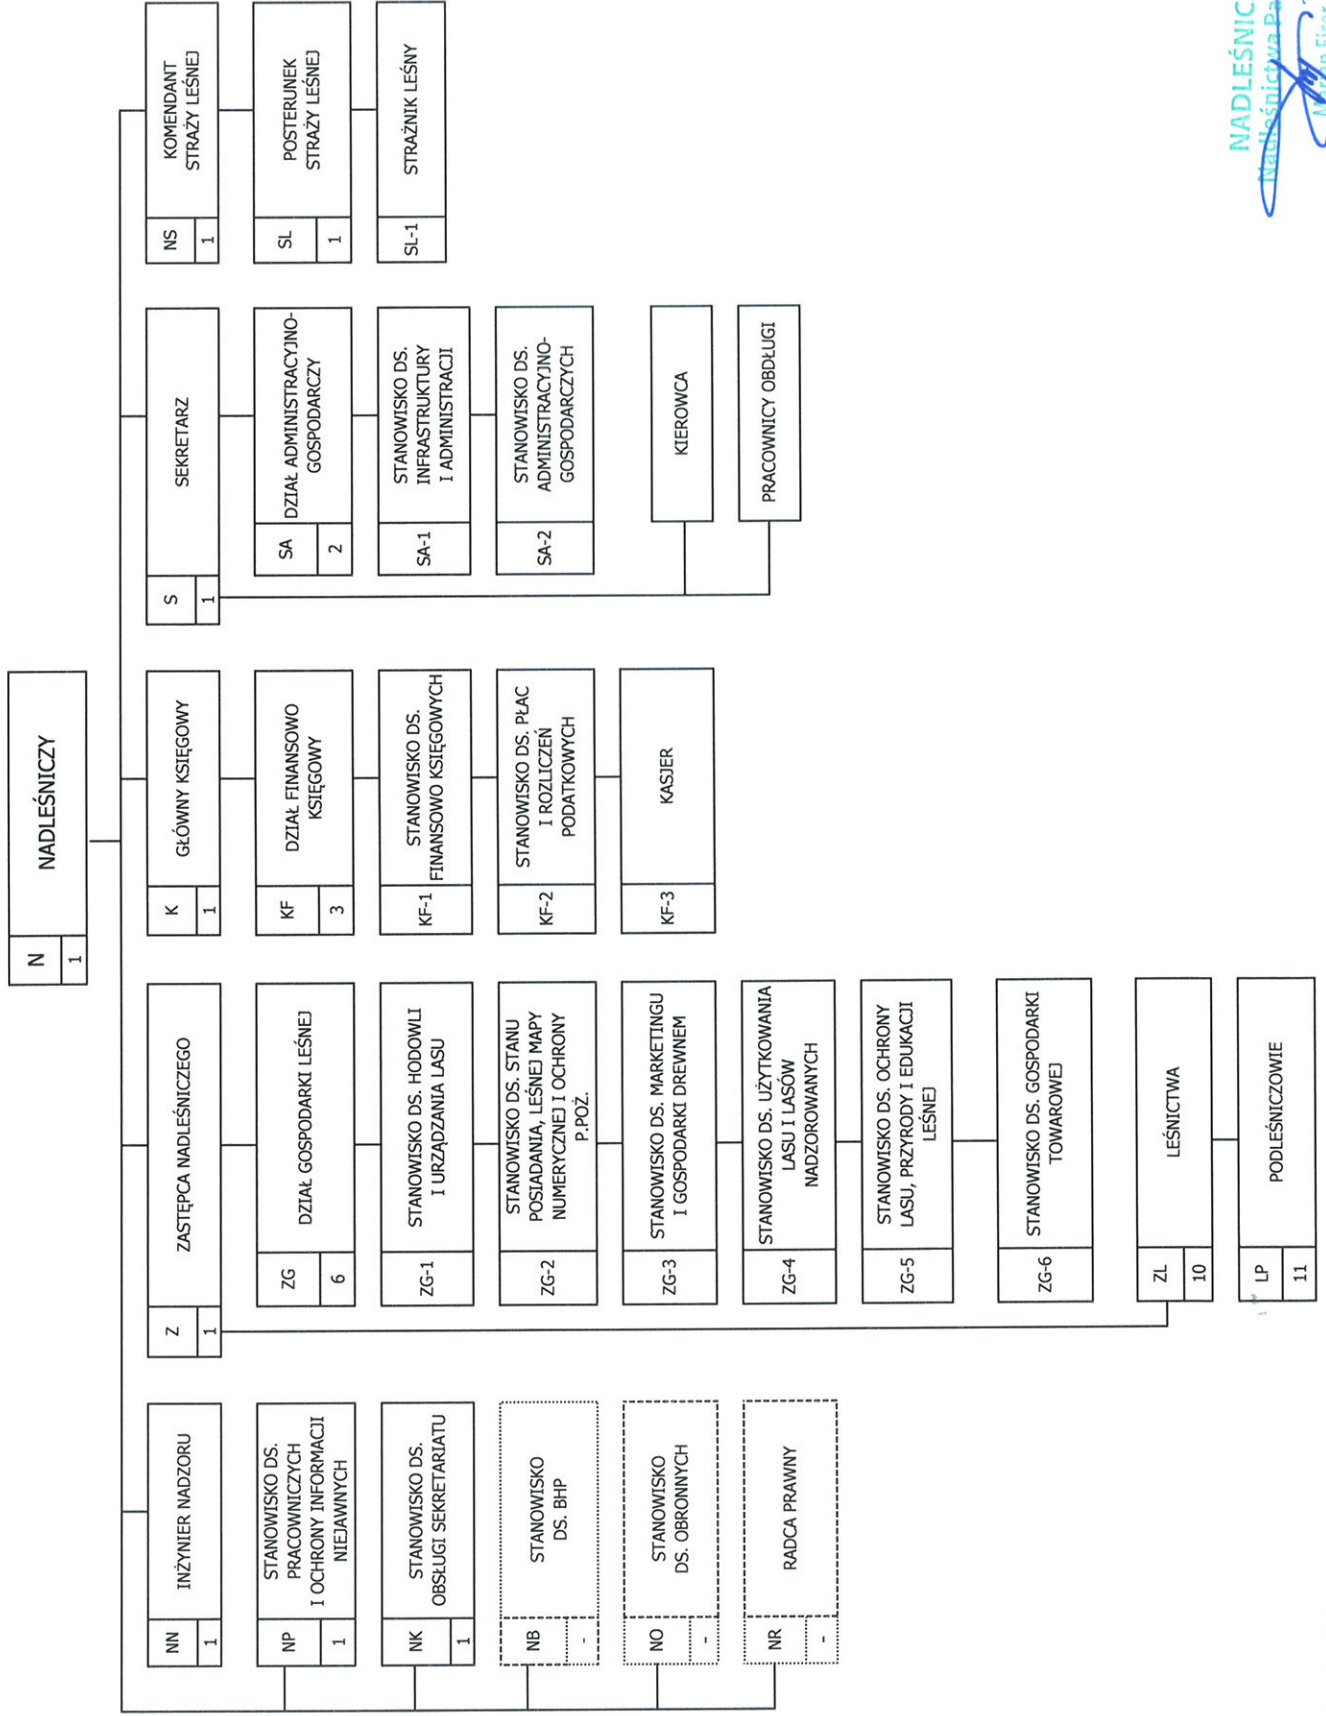 N
1
NADLEŚNICZY
NN
1
INŻYNIER NADZORU
NP
1
STANOWISKO DS.
PRACOWNICZYCH
I OCHRONY INFORMACJI
NIEJAWNYCH
NK
1
STANOWISKO DS.
OBSŁUGI SEKRETARIATU
NB
-
STANOWISKO
DS. BHP
NO
-
STANOWISKO
DS. OBRONNYCH
NR
-
RADCA PRAWNY
Z
1
ZASTĘPCA NADLEŚNICZEGO
ZG
6
DZIAŁ GOSPODARKI LEŚNEJ
ZG-1
STANOWISKO DS. HODOWLI
I URZĄDZANIA LASU
ZG-2
STANOWISKO DS. STANU
POSIADANIA, LEŚNEJ MAPY
NUMERYCZNEJ I OCHRONY
P.POŻ.
ZG-3
STANOWISKO DS. MARKETINGU
I GOSPODARKI DREWNEM
ZG-4
STANOWISKO DS. UŻYTKOWANIA
LASU I LASÓW
NADZOROWANYCH
ZG-5
STANOWISKO DS. OCHRONY
LASU, PRZYRODY I EDUKACJI
LEŚNEJ
ZG-6
STANOWISKO DS. GOSPODARKI
TOWAROWEJ
ZL
10
LEŚNICTWA
LP
11
PODLEŚNICZOWIE
K
1
GŁÓWNY KSIĘGOWY
KF
3
DZIAŁ FINANSOWO
KSIĘGOWY
KF-1
STANOWISKO DS.
FINANSOWO KSIĘGOWYCH
KF-2
STANOWISKO DS. PŁAC
I ROZLICZEŃ
PODATKOWYCH
KF-3
KASJER
S
1
SEKRETARZ
SA
2
DZIAŁ ADMINISTRACYJNO-
GOSPODARCZY
SA-1
STANOWISKO DS.
INFRASTRUKTURY
I ADMINISTRACJI
SA-2
STANOWISKO DS.
ADMINISTRACYJNO-
GOSPODARCZYCH
KIEROWCA
PRACOWNICY OBDŁUGI
NS
1
KOMENDANT
STRAŻY LEŚNEJ
SL
1
POSTERUNEK
STRAŻY LEŚNEJ
SL-1
STRAŻNIK LEŚNY
NADLEŚNIC
Nadleśnictwa Pa